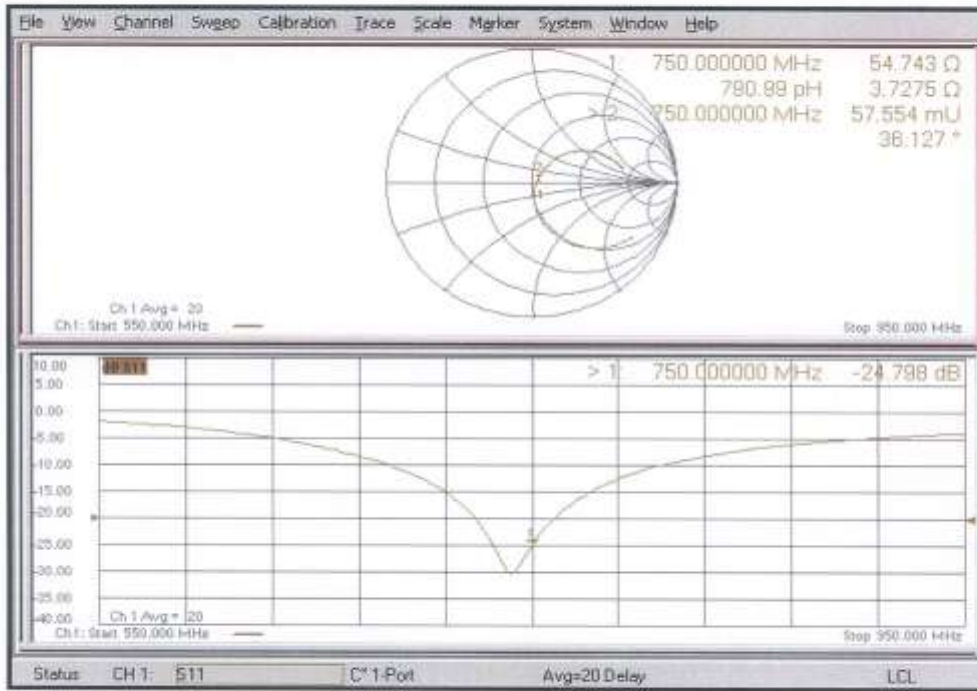 File View Channel Sweep Calibration Trace Scale Marker System Window Help
1: 750.000000 MHz 54.743 Ω
790.99 pH 3.7275 Ω
> 2: 750.000000 MHz 57.554 mU
36.127 °
Ch 1 Avg = 20
Ch1: Start 550.000 MHz
Stop 950.000 MHz
10.00
5.00
0.00
-5.00
-10.00
-15.00
-20.00
-25.00
-30.00
-35.00
-40.00
> 1: 750.000000 MHz -24.798 dB
Ch 1 Avg = 20
Ch1: Start 550.000 MHz
Stop 950.000 MHz
Status CH 1: S11 C* 1-Port Avg=20 Delay LCL